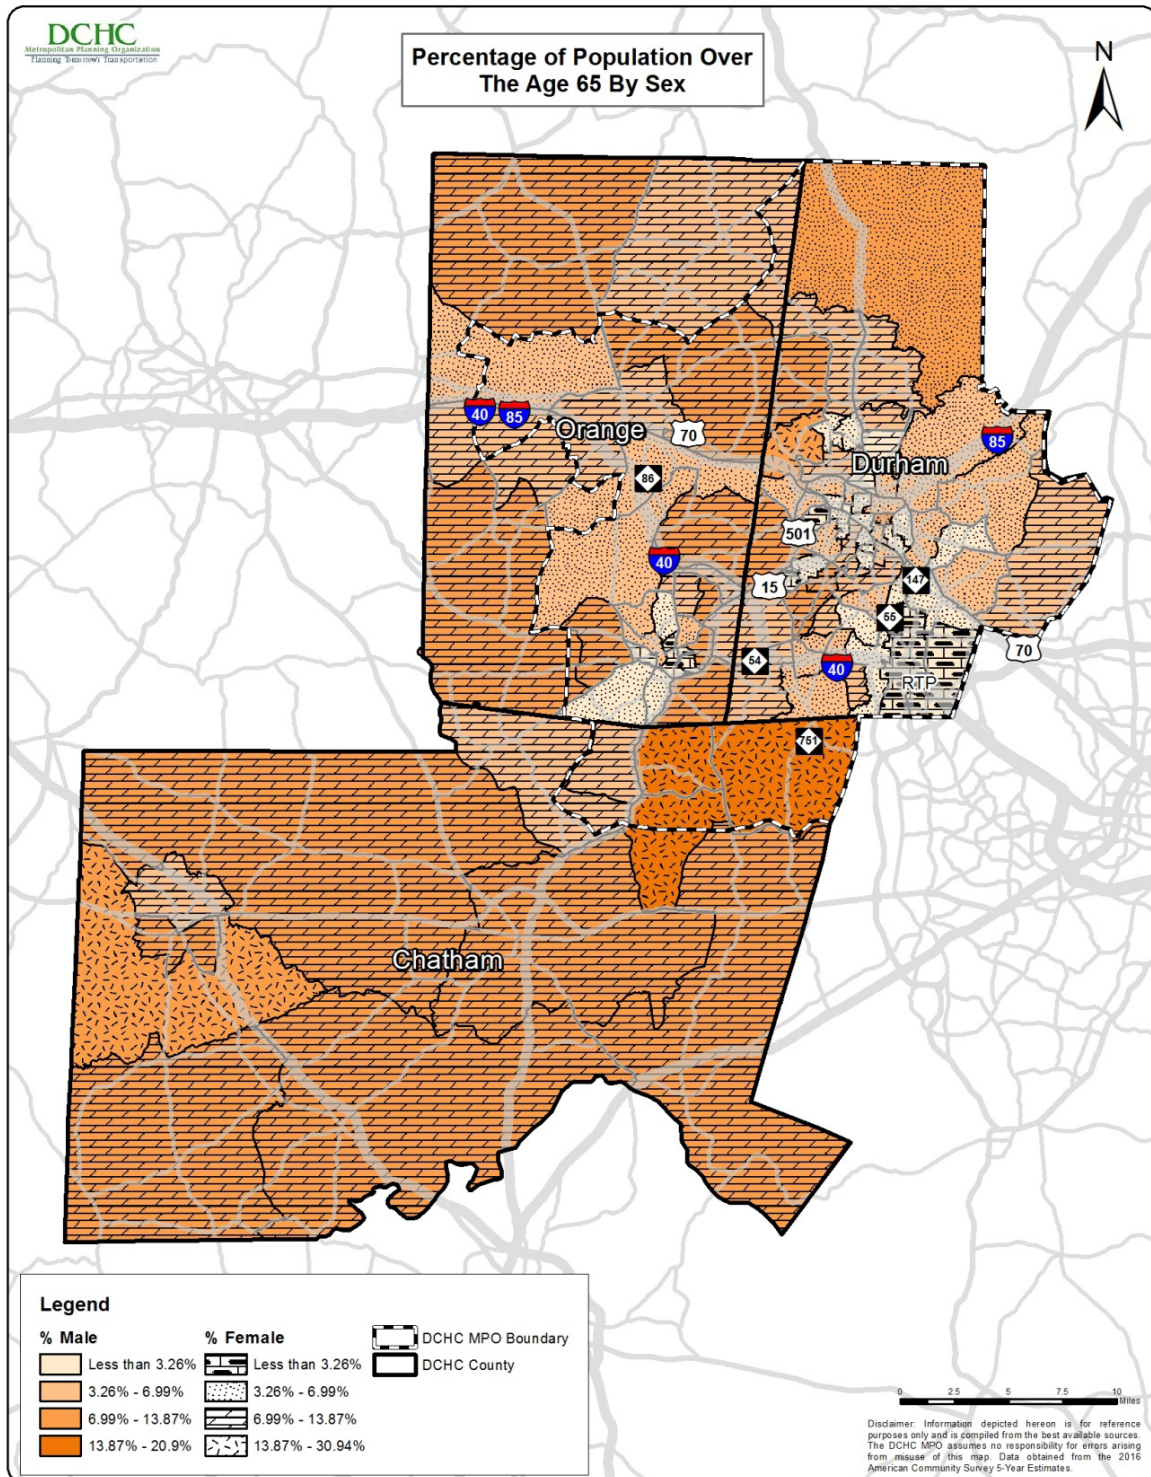 DCHC
Metropolitan Planning Organization
Planning Tomorrow's Transportation
Percentage of Population Over
The Age 65 By Sex
N
40
85
Orange
70
86
Durham
85
501
40
15
147
55
54
40
RTP
70
751
Chatham
Legend
% Male
% Female
Less than 3.26%
Less than 3.26%
DCHC MPO Boundary
3.26% - 6.99%
3.26% - 6.99%
DCHC County
6.99% - 13.87%
6.99% - 13.87%
13.87% - 20.9%
13.87% - 30.94%
0 2.5 5 7.5 10
Miles
Disclaimer: Information depicted hereon is for reference
purposes only and is compiled from the best available sources.
The DCHC MPO assumes no responsibility for errors arising
from misuse of this map. Data obtained from the 2016
American Community Survey 5-Year Estimates.